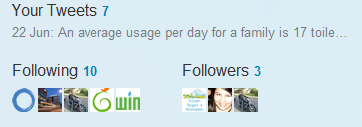 Your Tweets 7
22 Jun: An average usage per day for a family is 17 toile...
Following 10
Followers 3
win